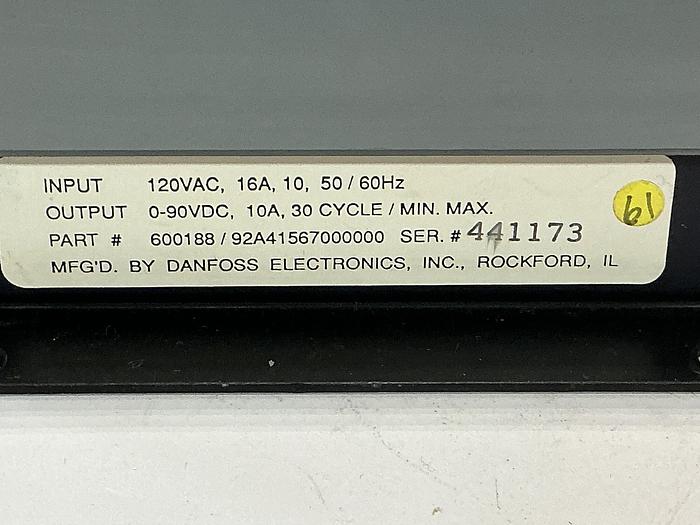 INPUT 120VAC, 16A, 10, 50 / 60Hz
OUTPUT 0-90VDC, 10A, 30 CYCLE / MIN. MAX.
PART # 600188 / 92A41567000000 SER. # 441173
MFG'D. BY DANFOSS ELECTRONICS, INC., ROCKFORD, IL